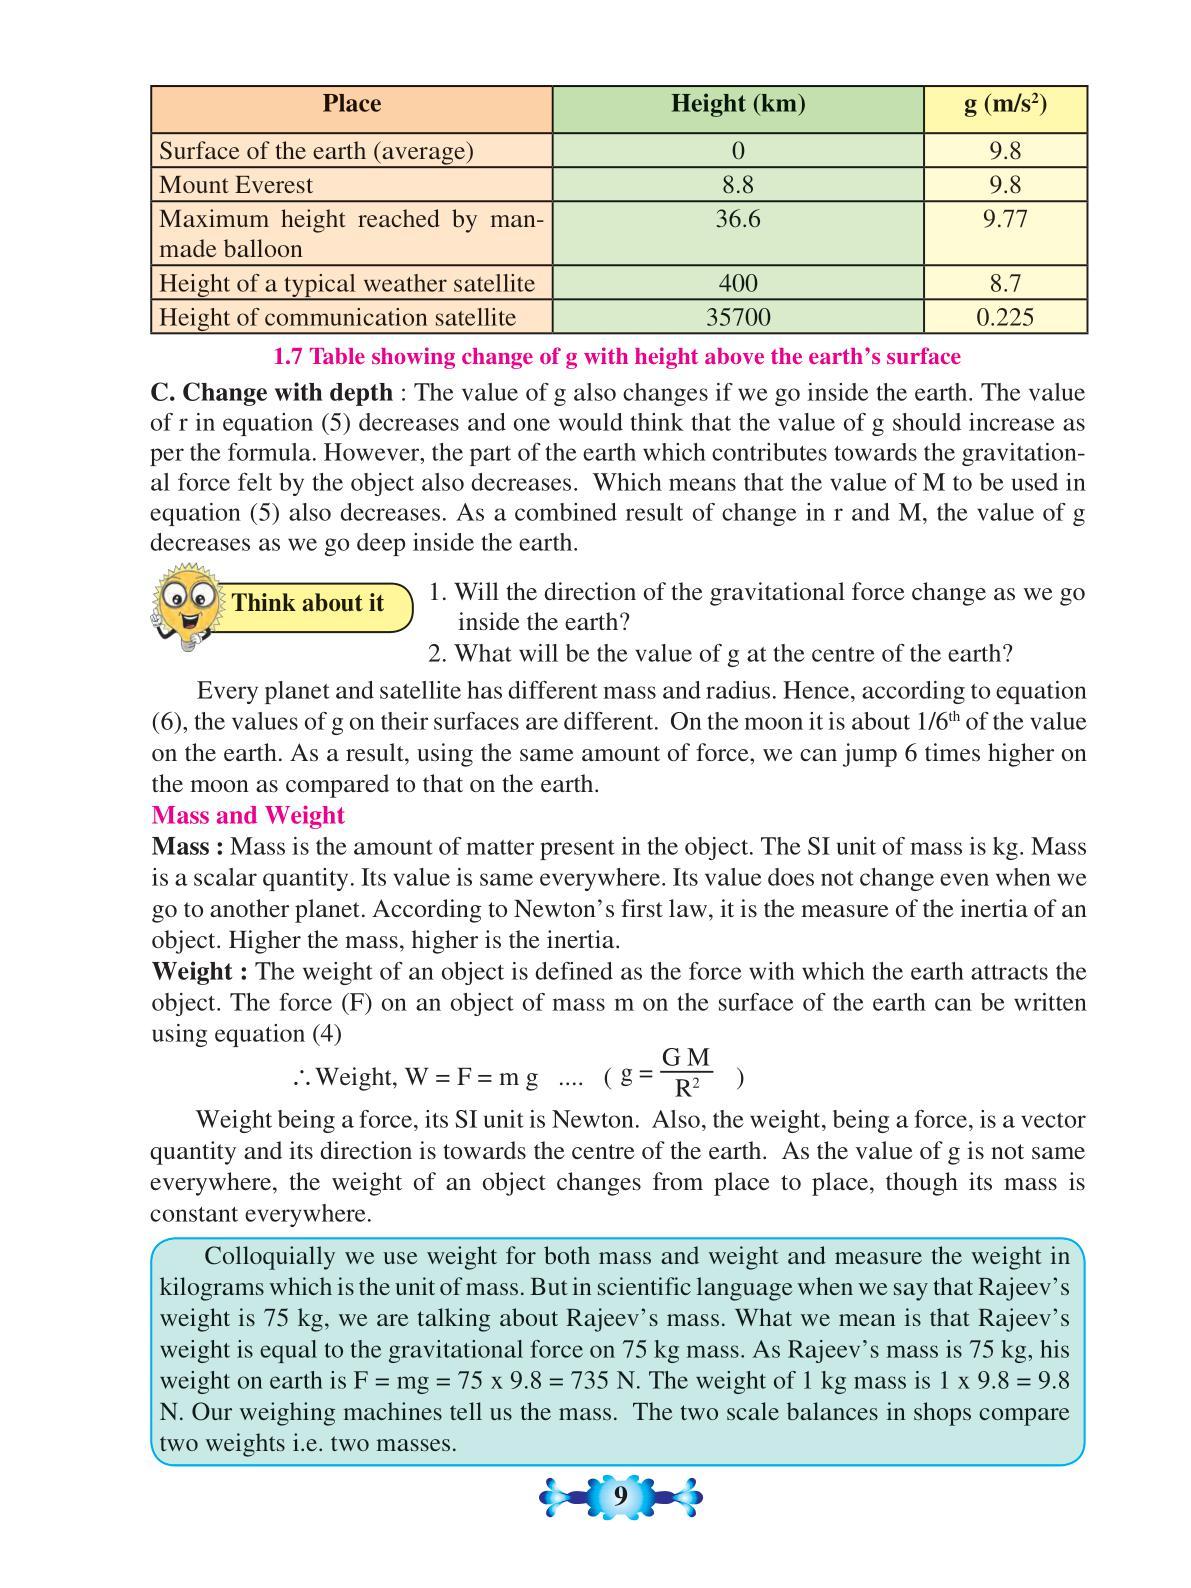 Place Height (km) g (m/s²)
Surface of the earth (average) 0 9.8
Mount Everest 8.8 9.8
Maximum height reached by man- 36.6 9.77
made balloon
Height of a typical weather satellite 400 8.7
Height of communication satellite 35700 0.225
1.7 Table showing change of g with height above the earth’s surface
C. Change with depth : The value of g also changes if we go inside the earth. The value
of r in equation (5) decreases and one would think that the value of g should increase as
per the formula. However, the part of the earth which contributes towards the gravitation-
al force felt by the object also decreases. Which means that the value of M to be used in
equation (5) also decreases. As a combined result of change in r and M, the value of g
decreases as we go deep inside the earth.
Think about it
1. Will the direction of the gravitational force change as we go
inside the earth?
2. What will be the value of g at the centre of the earth?
Every planet and satellite has different mass and radius. Hence, according to equation
(6), the values of g on their surfaces are different. On the moon it is about 1/6th of the value
on the earth. As a result, using the same amount of force, we can jump 6 times higher on
the moon as compared to that on the earth.
Mass and Weight
Mass : Mass is the amount of matter present in the object. The SI unit of mass is kg. Mass
is a scalar quantity. Its value is same everywhere. Its value does not change even when we
go to another planet. According to Newton’s first law, it is the measure of the inertia of an
object. Higher the mass, higher is the inertia.
Weight : The weight of an object is defined as the force with which the earth attracts the
object. The force (F) on an object of mass m on the surface of the earth can be written
using equation (4)
∴ Weight, W = F = m g .... ( g = G M / R² )
Weight being a force, its SI unit is Newton. Also, the weight, being a force, is a vector
quantity and its direction is towards the centre of the earth. As the value of g is not same
everywhere, the weight of an object changes from place to place, though its mass is
constant everywhere.
Colloquially we use weight for both mass and weight and measure the weight in
kilograms which is the unit of mass. But in scientific language when we say that Rajeev’s
weight is 75 kg, we are talking about Rajeev’s mass. What we mean is that Rajeev’s
weight is equal to the gravitational force on 75 kg mass. As Rajeev’s mass is 75 kg, his
weight on earth is F = mg = 75 x 9.8 = 735 N. The weight of 1 kg mass is 1 x 9.8 = 9.8
N. Our weighing machines tell us the mass. The two scale balances in shops compare
two weights i.e. two masses.
9